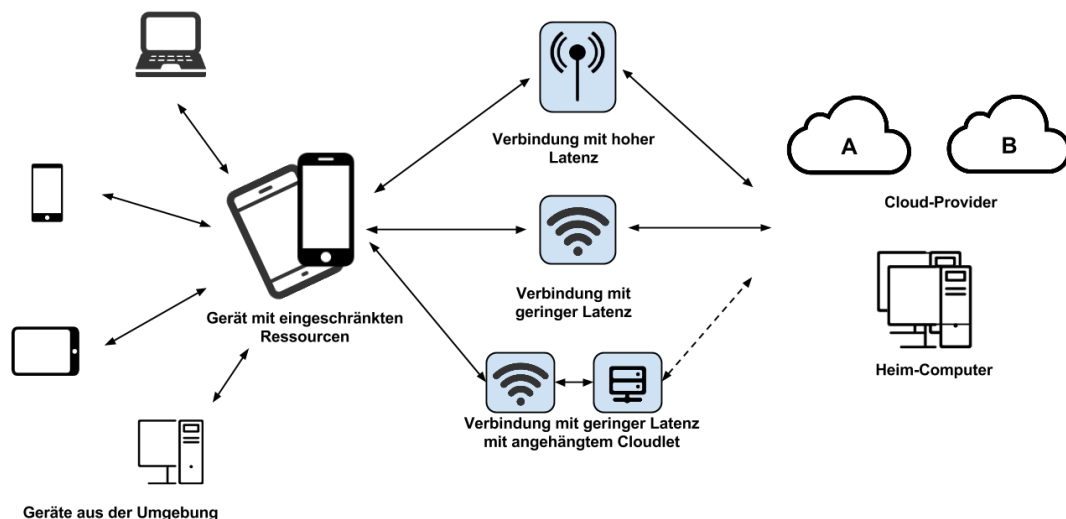 Verbindung mit hoher
Latenz
A
B
Cloud-Provider
Verbindung mit
geringer Latenz
Gerät mit eingeschränkten
Ressourcen
Heim-Computer
Verbindung mit geringer Latenz
mit angehängtem Cloudlet
Geräte aus der Umgebung